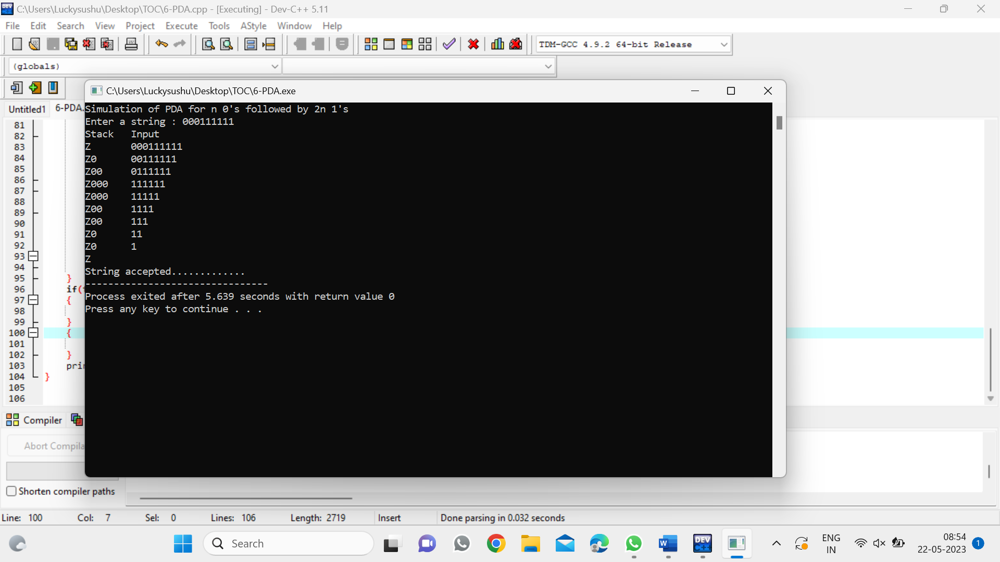 C:\Users\Luckysushu\Desktop\TOC\6-PDA.cpp - [Executing] - Dev-C++ 5.11
File Edit Search View Project Execute Tools AStyle Window Help
TDM-GCC 4.9.2 64-bit Release
(globals)
C:\Users\Luckysushu\Desktop\TOC\6-PDA.exe
Untitled1 6-PDA.
Simulation of PDA for n 0's followed by 2n 1's
Enter a string : 000111111
Stack Input
Z 000111111
Z0 00111111
Z00 0111111
Z000 111111
Z000 11111
Z00 1111
Z00 111
Z0 11
Z0 1
Z
String accepted.............
--------------------------------
Process exited after 5.639 seconds with return value 0
Press any key to continue . . .
81
82
83
84
85
86
87
88
89
90
91
92
93
94
95 }
96 if(
97 {
98
99 }
100 {
101
102 }
103 pri
104 }
105
106
Compiler
Abort Compila
Shorten compiler paths
Line: 100 Col: 7 Sel: 0 Lines: 106 Length: 2719 Insert Done parsing in 0.032 seconds
Search
DEV C++
W
ENG
IN
08:54
22-05-2023
1